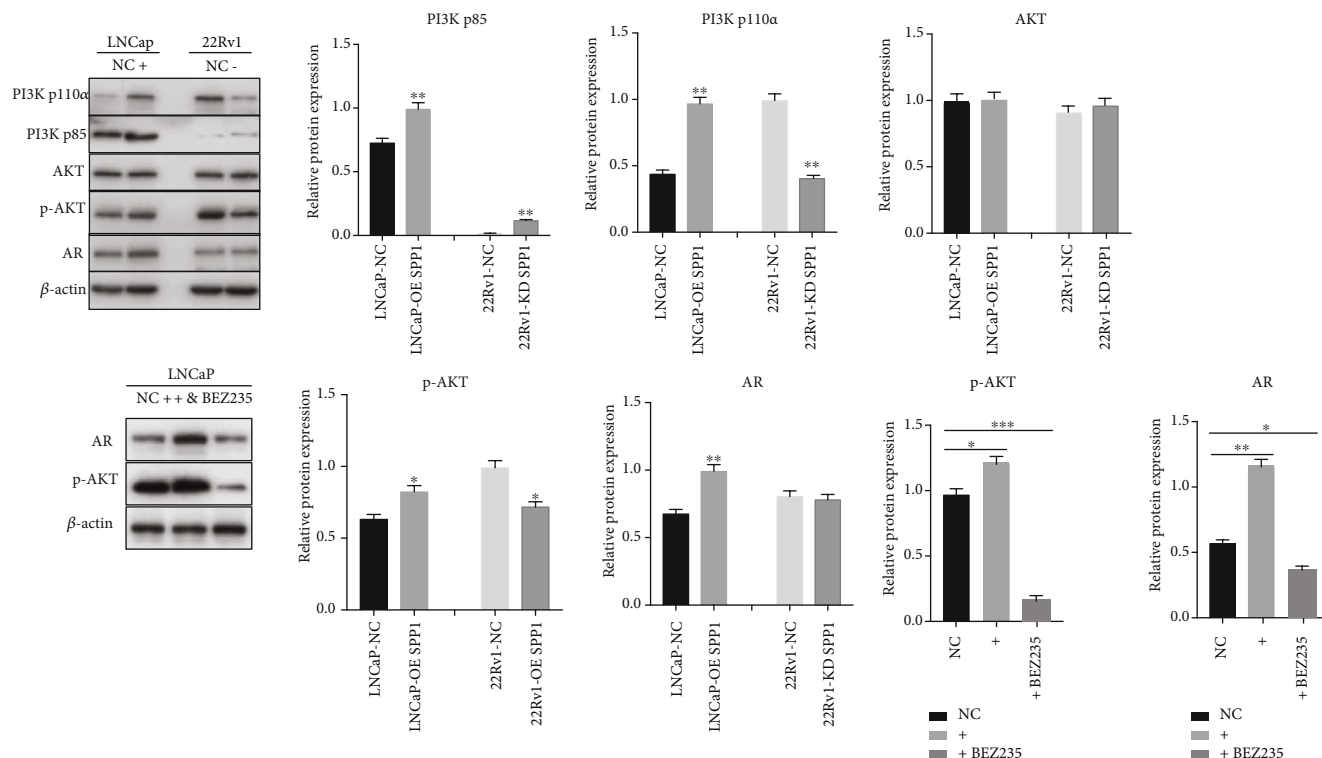 LNCap 22Rv1
NC + NC -
PI3K p110α
PI3K p85
AKT
p-AKT
AR
β-actin
PI3K p85
Relative protein expression
1.5
1.0
0.5
0.0
**
**
LNCaP-NC
LNCaP-OE SPP1
22Rv1-NC
22Rv1-KD SPP1
PI3K p110α
Relative protein expression
1.5
1.0
0.5
0.0
**
**
LNCaP-NC
LNCaP-OE SPP1
22Rv1-NC
22Rv1-KD SPP1
AKT
Relative protein expression
1.5
1.0
0.5
0.0
LNCaP-NC
LNCaP-OE SPP1
22Rv1-NC
22Rv1-KD SPP1
LNCaP
NC + + & BEZ235
AR
p-AKT
β-actin
p-AKT
Relative protein expression
1.5
1.0
0.5
0.0
*
*
LNCaP-NC
LNCaP-OE SPP1
22Rv1-NC
22Rv1-OE SPP1
AR
Relative protein expression
1.5
1.0
0.5
0.0
**
LNCaP-NC
LNCaP-OE SPP1
22Rv1-NC
22Rv1-KD SPP1
p-AKT
Relative protein expression
1.5
1.0
0.5
0.0
***
*
NC
+
+ BEZ235
NC
+
+ BEZ235
AR
Relative protein expression
1.5
1.0
0.5
0.0
*
**
NC
+
+ BEZ235
NC
+
+ BEZ235